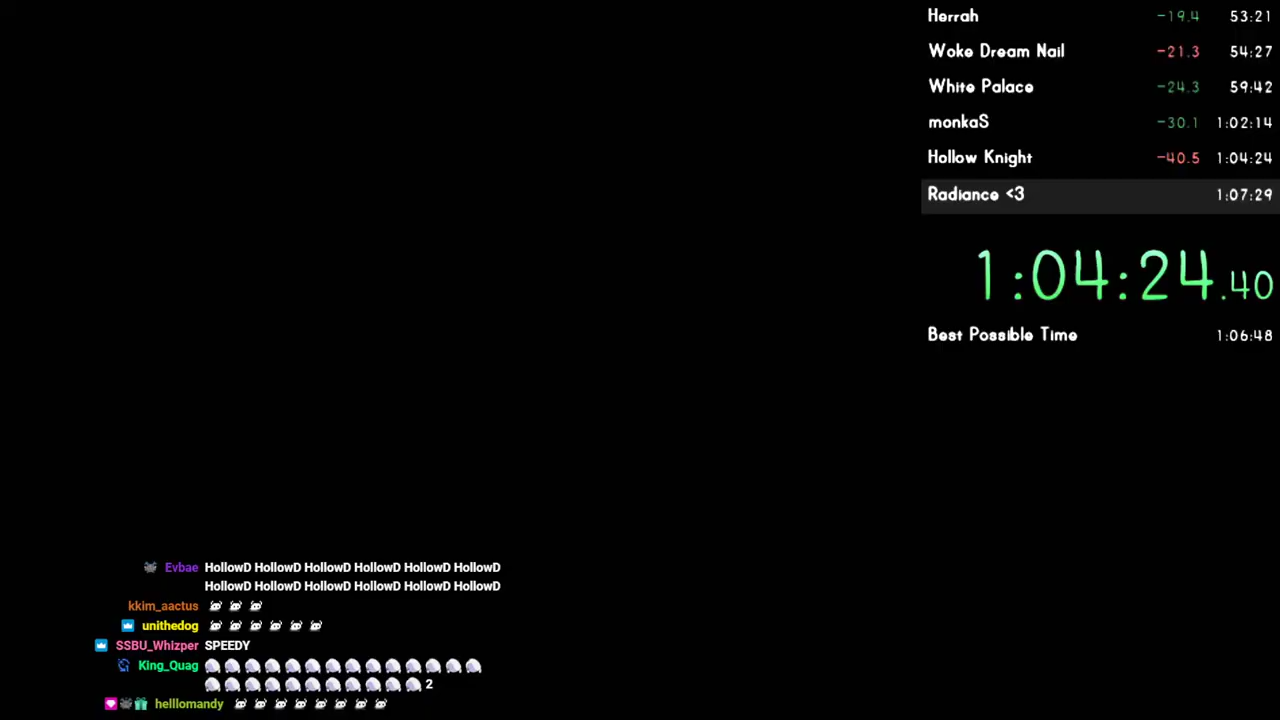 Herrah -19.4 53:21
Woke Dream Nail -21.3 54:27
White Palace -24.3 59:42
monkaS -30.1 1:02:14
Hollow Knight -40.5 1:04:24
Radiance <3 1:07:29
1:04:24.40
Best Possible Time 1:06:48
Evbae HollowD HollowD HollowD HollowD HollowD HollowD
HollowD HollowD HollowD HollowD HollowD HollowD
kkim_aactus
unithedog
SSBU_Whizper SPEEDY
King_Quag
2
helllomandy